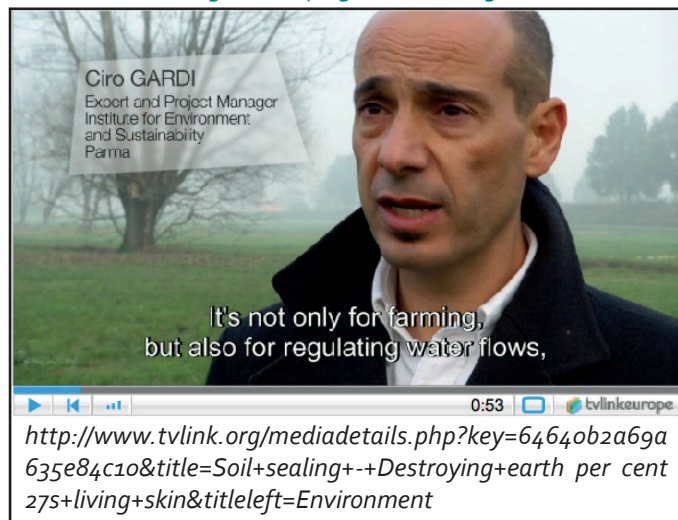 Ciro GARDI
Expert and Project Manager
Institute for Environment
and Sustainability
Parma
It's not only for farming,
but also for regulating water flows,
0:53
tvlinkeurope
http://www.tvlink.org/mediadetails.php?key=64640b2a69a
635e84c10&title=Soil+sealing+-+Destroying+earth per cent
27s+living+skin&titleleft=Environment